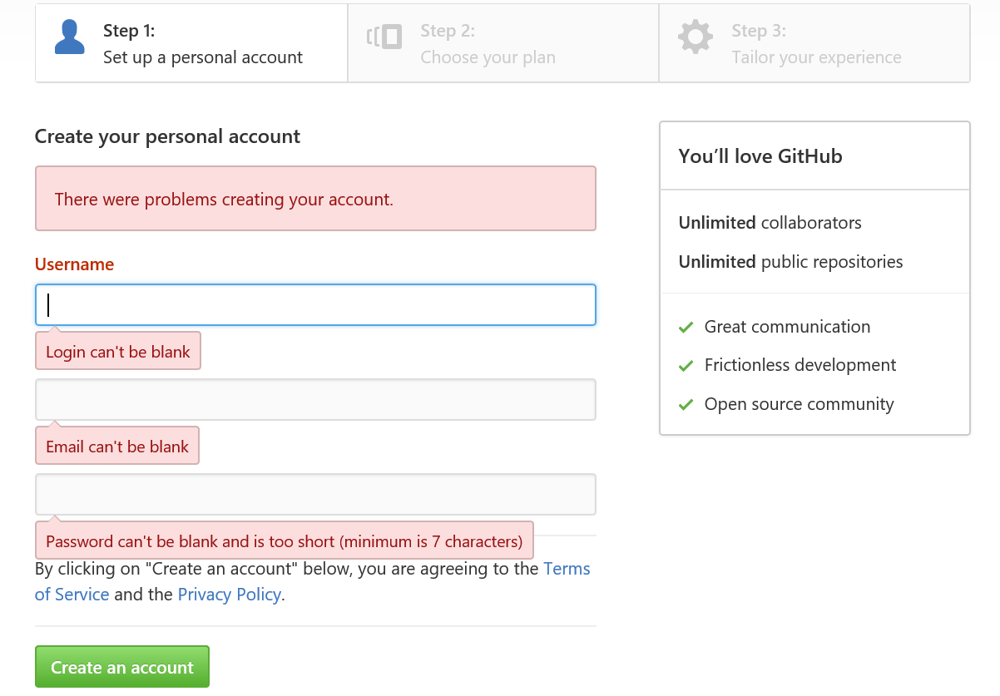 Step 1:
Set up a personal account
Step 2:
Choose your plan
Step 3:
Tailor your experience
Create your personal account
There were problems creating your account.
Username
Login can't be blank
Email can't be blank
Password can't be blank and is too short (minimum is 7 characters)
By clicking on "Create an account" below, you are agreeing to the Terms
of Service and the Privacy Policy.
Create an account
You’ll love GitHub
Unlimited collaborators
Unlimited public repositories
Great communication
Frictionless development
Open source community